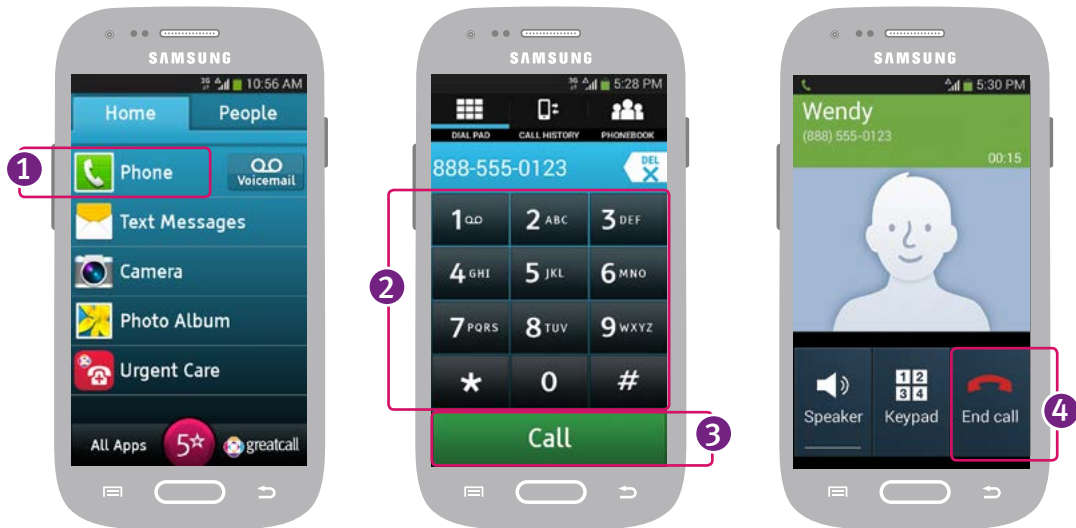 SAMSUNG
3G 10:56 AM
Home People
1
Phone
Voicemail
Text Messages
Camera
Photo Album
Urgent Care
All Apps 5☆ greatcall
SAMSUNG
3G 5:28 PM
DIAL PAD CALL HISTORY PHONEBOOK
888-555-0123 DEL
2
1 2 ABC 3 DEF
4 GHI 5 JKL 6 MNO
7 PQRS 8 TUV 9 WXYZ
* 0 #
Call
3
SAMSUNG
5:30 PM
Wendy
(888) 555-0123
00:15
1 2
3 4
Speaker Keypad End call
4